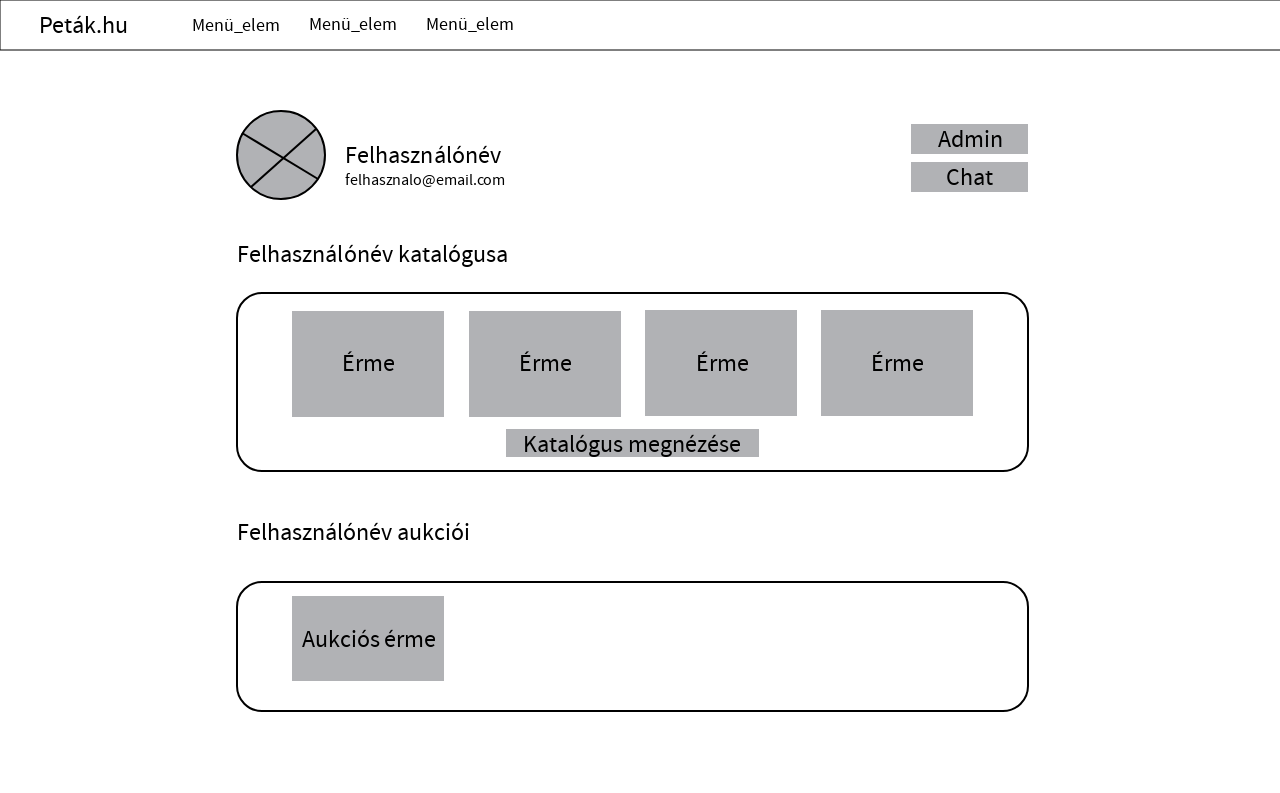 Peták.hu
Menü_elem Menü_elem Menü_elem
Felhasználónév
felhasznalo@email.com
Admin
Chat
Felhasználónév katalógusa
Érme Érme Érme Érme
Katalógus megnézése
Felhasználónév aukciói
Aukciós érme